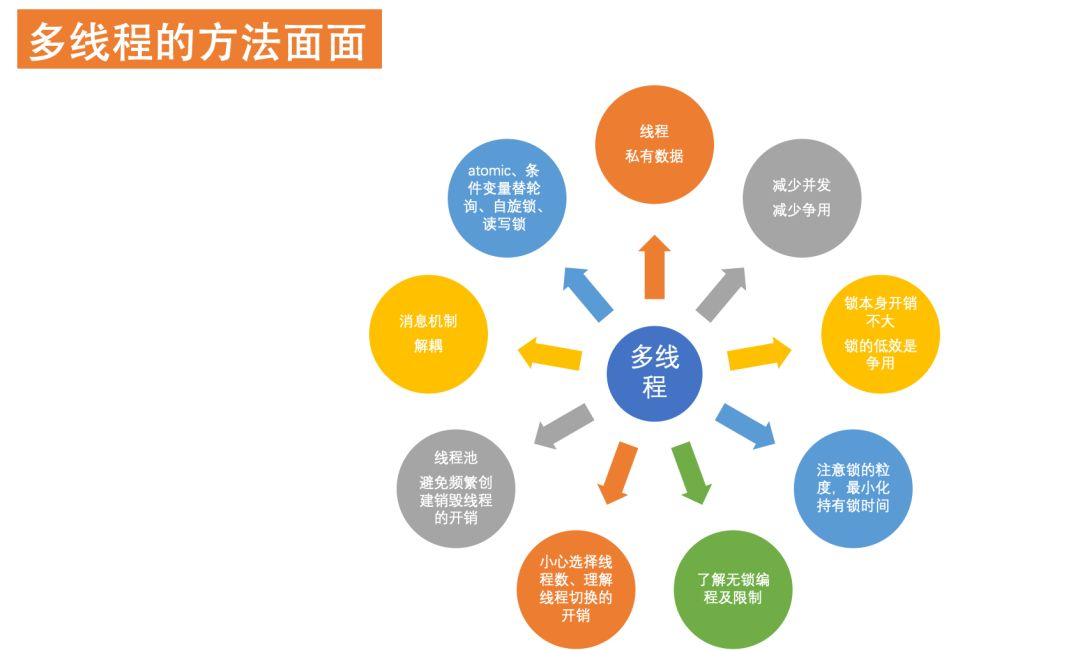 多线程的方法面面
线程
私有数据
减少并发
减少争用
锁本身开销
不大
锁的低效是
争用
注意锁的粒
度，最小化
持有锁时间
了解无锁编
程及限制
小心选择线
程数、理解
线程切换的
开销
线程池
避免频繁创
建销毁线程
的开销
消息机制
解耦
atomic、条
件变量替轮
询、自旋锁、
读写锁
多线
程